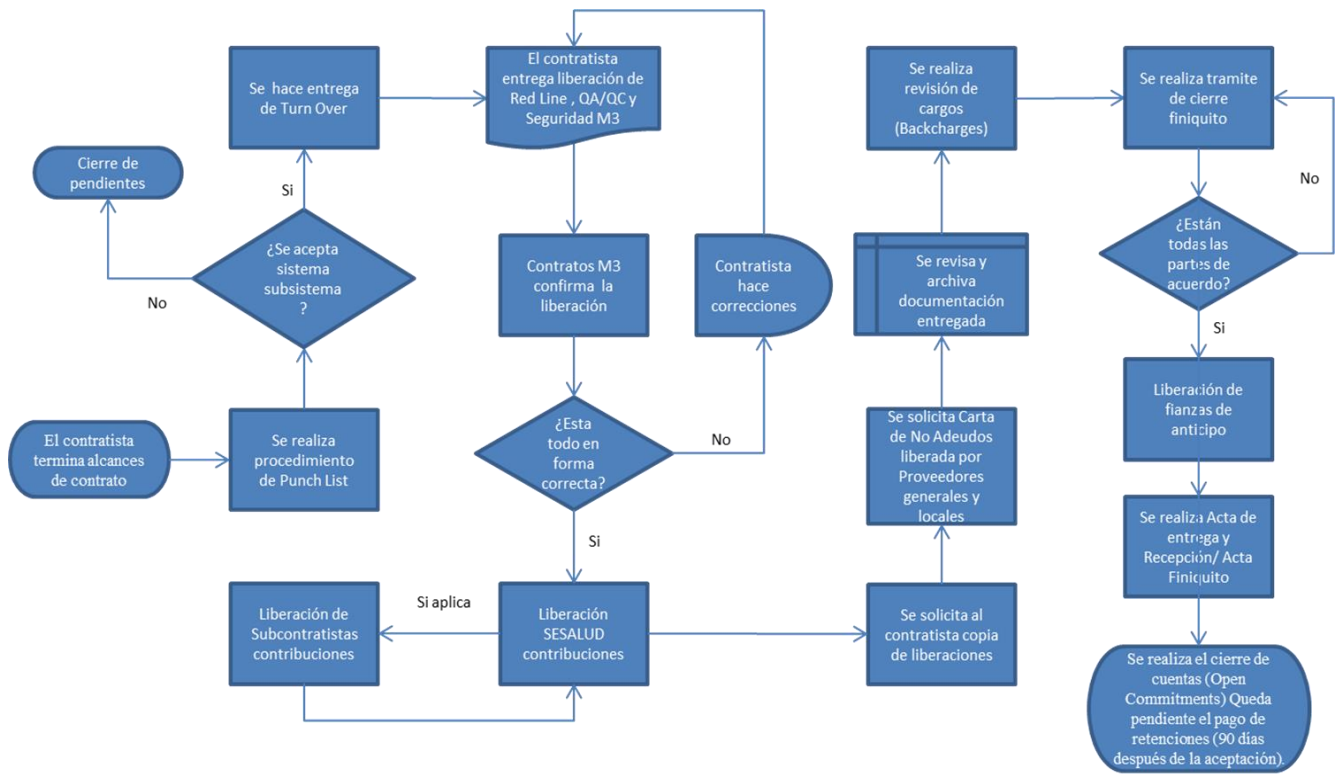 El contratista
termina alcances
de contrato
Se realiza
procedimiento
de Punch List
¿Se acepta
sistema
subsistema
?
No
Cierre de
pendientes
Si
Se hace entrega
de Turn Over
El contratista
entrega liberación de
Red Line , QA/QC y
Seguridad M3
Contratos M3
confirma la
liberación
¿Esta
todo en
forma
correcta?
No
Contratista
hace
correcciones
Si
Liberación
SESALUD
contribuciones
Si aplica
Liberación de
Subcontratistas
contribuciones
Se solicita al
contratista copia
de liberaciones
Se solicita Carta
de No Adeudos
liberada por
Proveedores
generales y
locales
Se revisa y
archiva
documentación
entregada
Se realiza
revisión de
cargos
(Backcharges)
Se realiza tramite
de cierre
finiquito
¿Están
todas las
partes de
acuerdo?
No
Si
Liberación de
fianzas de
anticipo
Se realiza Acta de
entrega y
Recepción/ Acta
Finiquito
Se realiza el cierre de
cuentas (Open
Commitments) Queda
pendiente el pago de
retenciones (90 días
después de la aceptación).